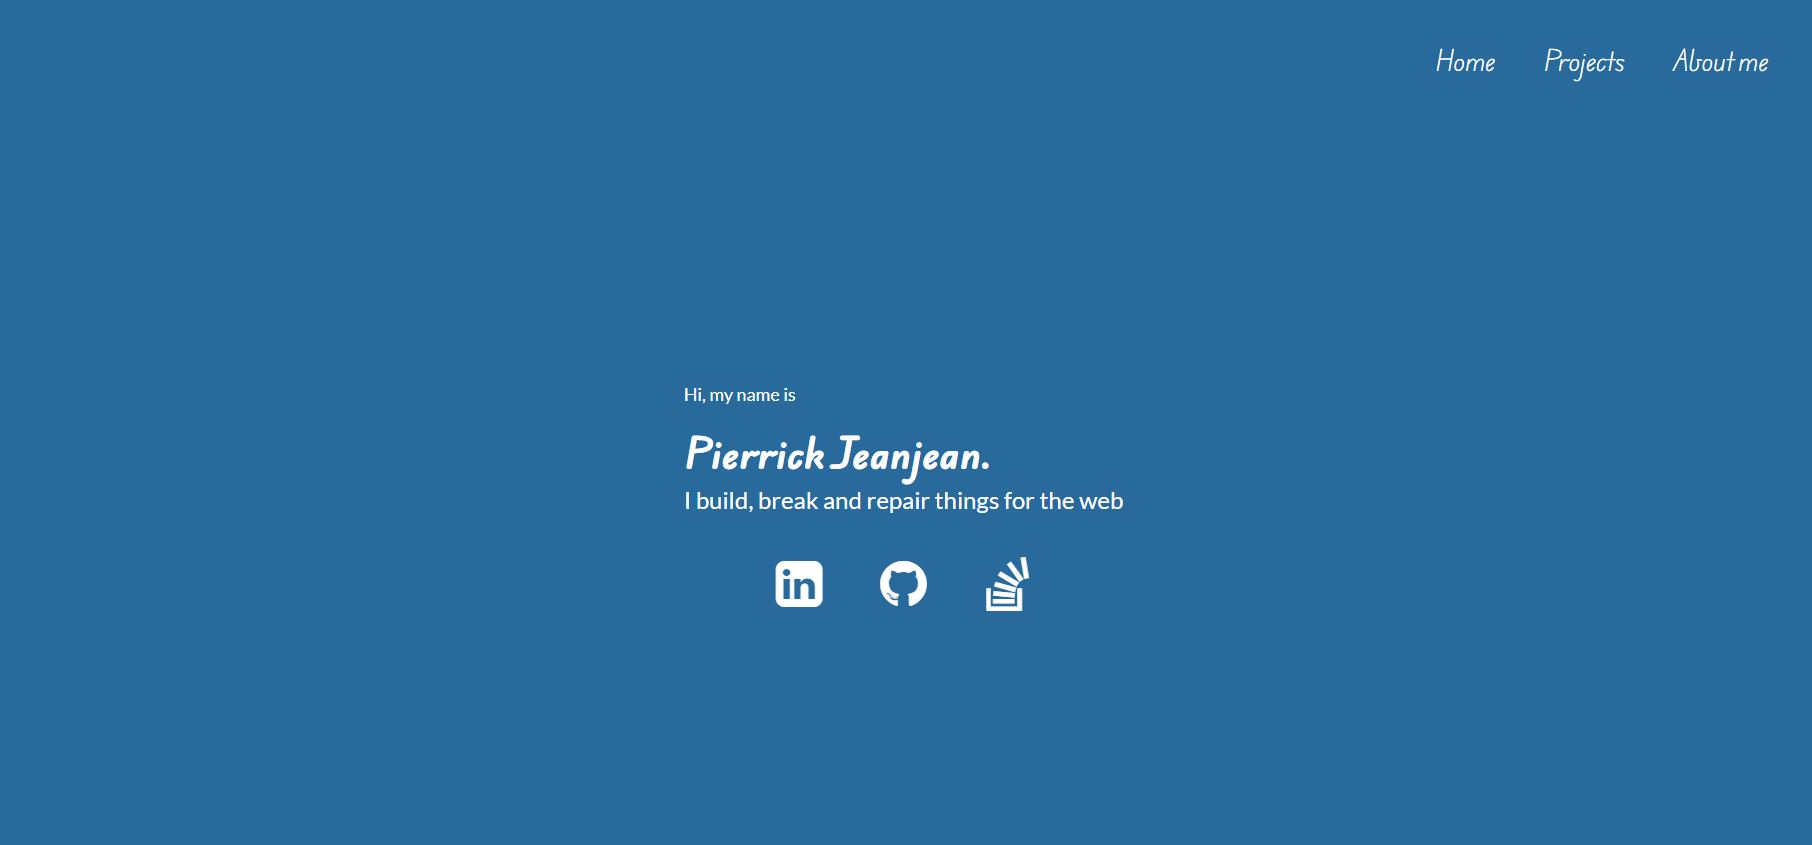 Home Projects About me
Hi, my name is
Pierrick Jeanjean.
I build, break and repair things for the web
in